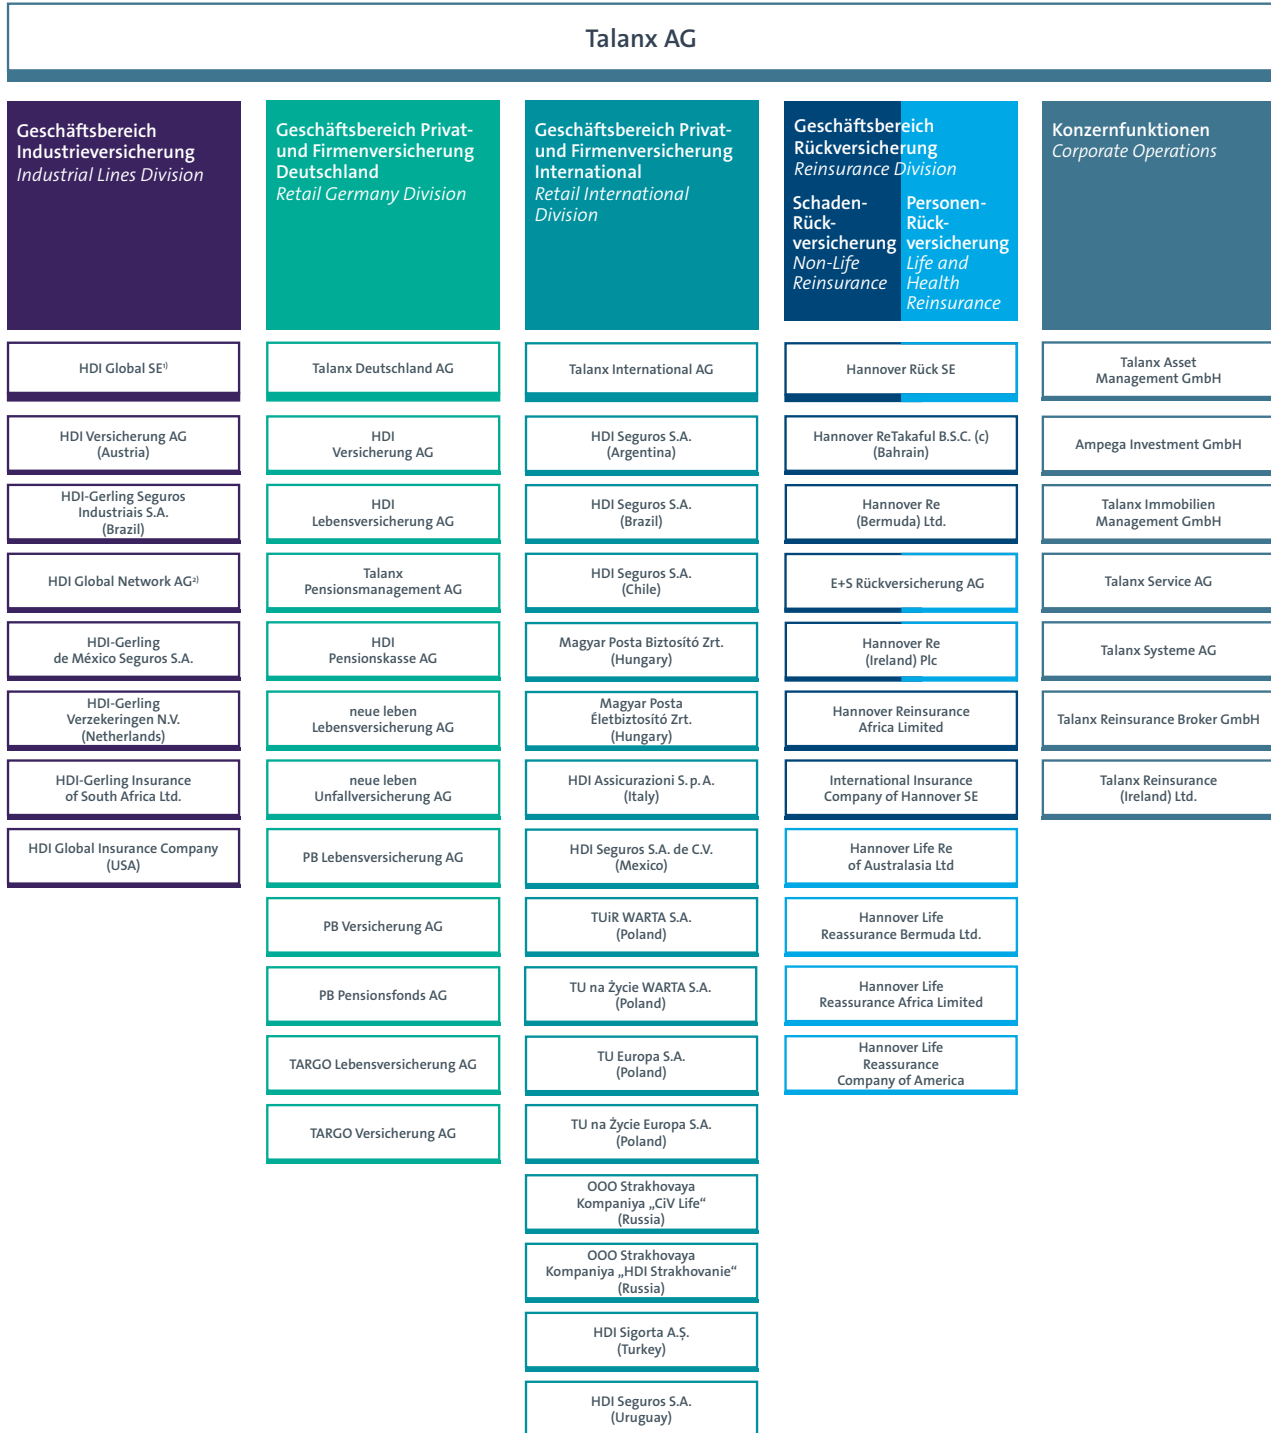 Talanx AG
Geschäftsbereich
Industrieversicherung
Industrial Lines Division
HDI Global SE¹⁾
HDI Versicherung AG
(Austria)
HDI-Gerling Seguros
Industriais S.A.
(Brazil)
HDI Global Network AG²⁾
HDI-Gerling
de México Seguros S.A.
HDI-Gerling
Verzekeringen N.V.
(Netherlands)
HDI-Gerling Insurance
of South Africa Ltd.
HDI Global Insurance Company
(USA)
Geschäftsbereich Privat-
und Firmenversicherung
Deutschland
Retail Germany Division
Talanx Deutschland AG
HDI
Versicherung AG
HDI
Lebensversicherung AG
Talanx
Pensionsmanagement AG
HDI
Pensionskasse AG
neue leben
Lebensversicherung AG
neue leben
Unfallversicherung AG
PB Lebensversicherung AG
PB Versicherung AG
PB Pensionsfonds AG
TARGO Lebensversicherung AG
TARGO Versicherung AG
Geschäftsbereich Privat-
und Firmenversicherung
International
Retail International
Division
Talanx International AG
HDI Seguros S.A.
(Argentina)
HDI Seguros S.A.
(Brazil)
HDI Seguros S.A.
(Chile)
Magyar Posta Biztosító Zrt.
(Hungary)
Magyar Posta
Életbiztosító Zrt.
(Hungary)
HDI Assicurazioni S. p. A.
(Italy)
HDI Seguros S.A. de C.V.
(Mexico)
TUiR WARTA S.A.
(Poland)
TU na Życie WARTA S.A.
(Poland)
TU Europa S.A.
(Poland)
TU na Życie Europa S.A.
(Poland)
OOO Strakhovaya
Kompaniya „CiV Life“
(Russia)
OOO Strakhovaya
Kompaniya „HDI Strakhovanie“
(Russia)
HDI Sigorta A.Ş.
(Turkey)
HDI Seguros S.A.
(Uruguay)
Geschäftsbereich
Rückversicherung
Reinsurance Division
Schaden-
Rück-
versicherung
Non-Life
Reinsurance
Personen-
Rück-
versicherung
Life and
Health
Reinsurance
Hannover Rück SE
Hannover ReTakaful B.S.C. (c)
(Bahrain)
Hannover Re
(Bermuda) Ltd.
E+S Rückversicherung AG
Hannover Re
(Ireland) Plc
Hannover Reinsurance
Africa Limited
International Insurance
Company of Hannover SE
Hannover Life Re
of Australasia Ltd
Hannover Life
Reassurance Bermuda Ltd.
Hannover Life
Reassurance Africa Limited
Hannover Life
Reassurance
Company of America
Konzernfunktionen
Corporate Operations
Talanx Asset
Management GmbH
Ampega Investment GmbH
Talanx Immobilien
Management GmbH
Talanx Service AG
Talanx Systeme AG
Talanx Reinsurance Broker GmbH
Talanx Reinsurance
(Ireland) Ltd.